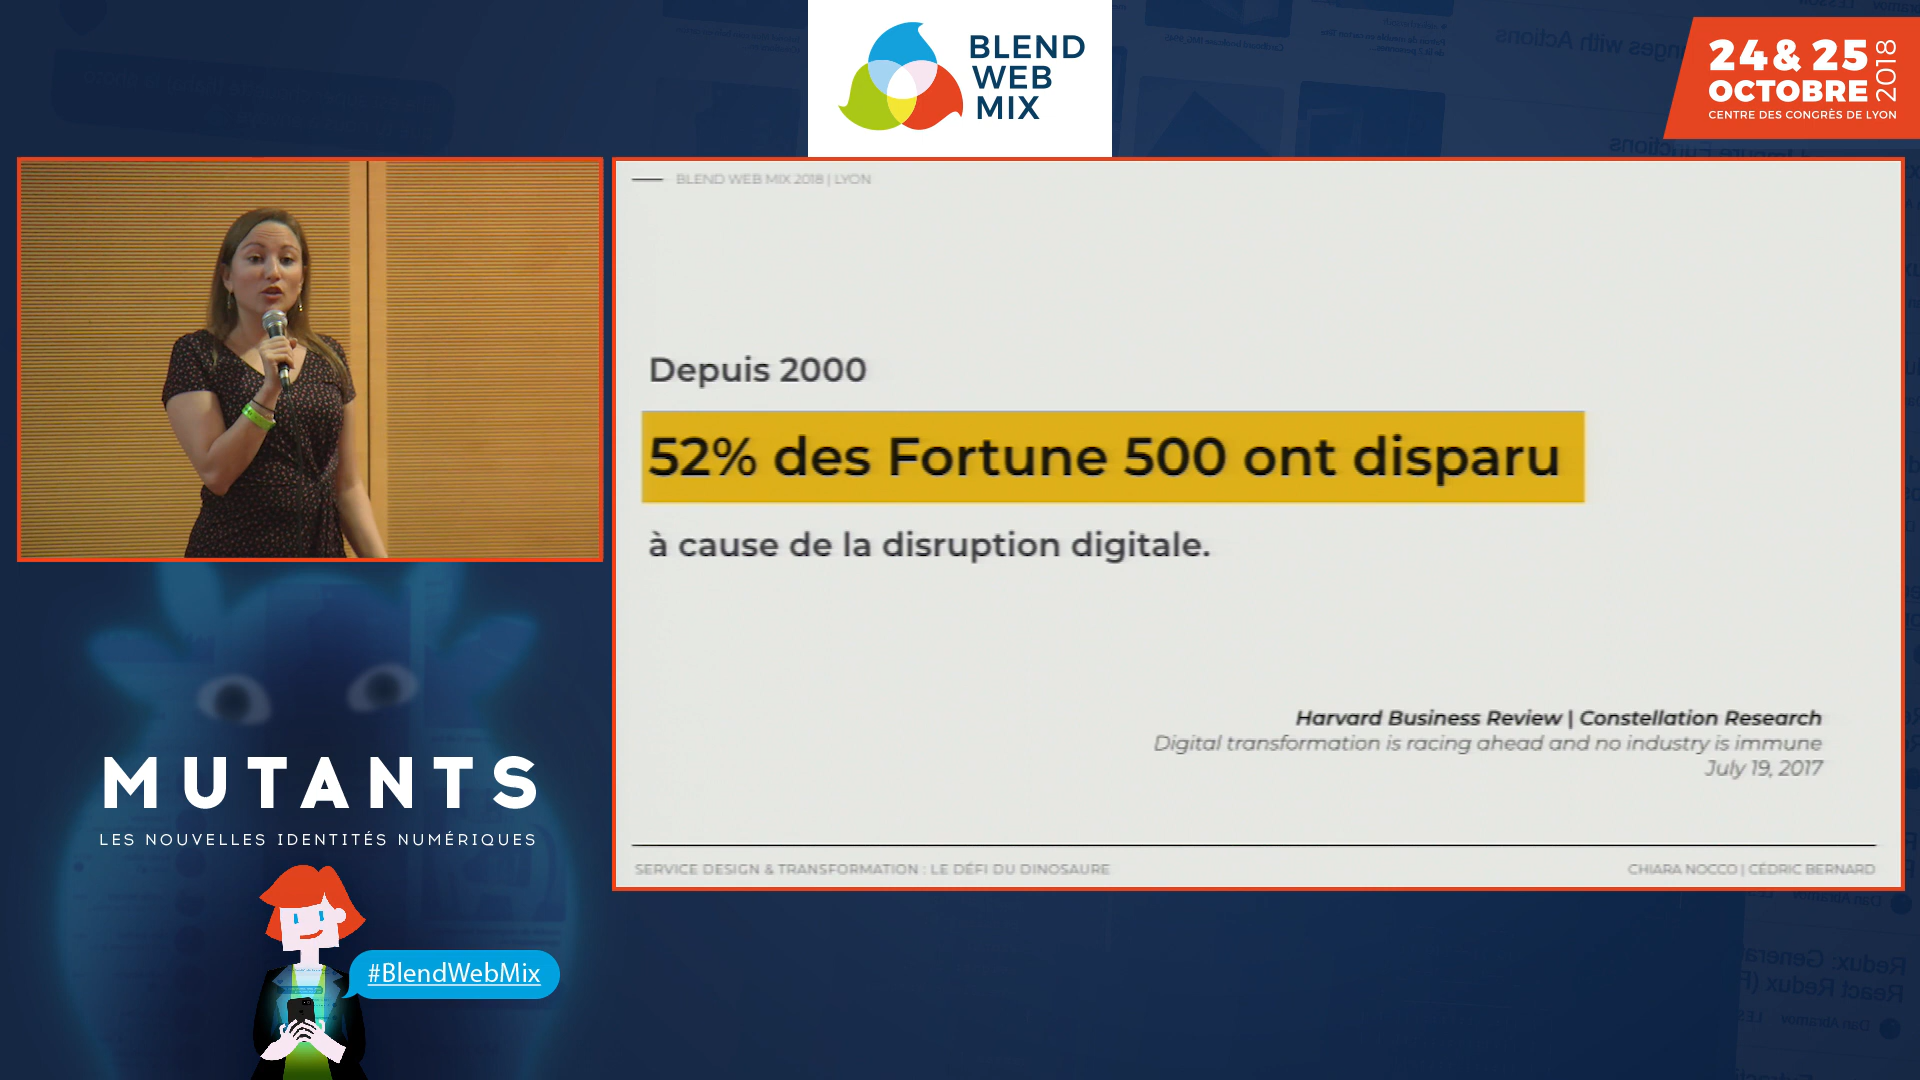 BLEND
WEB
MIX
24 & 25
OCTOBRE
2018
CENTRE DES CONGRÈS DE LYON
BLEND WEB MIX 2018 | LYON
Depuis 2000
52% des Fortune 500 ont disparu
à cause de la disruption digitale.
Harvard Business Review | Constellation Research
Digital transformation is racing ahead and no industry is immune
July 19, 2017
SERVICE DESIGN & TRANSFORMATION : LE DÉFI DU DINOSAURE
CHIARA NOCCO | CÉDRIC BERNARD
MUTANTS
LES NOUVELLES IDENTITÉS NUMÉRIQUES
#BlendWebMix